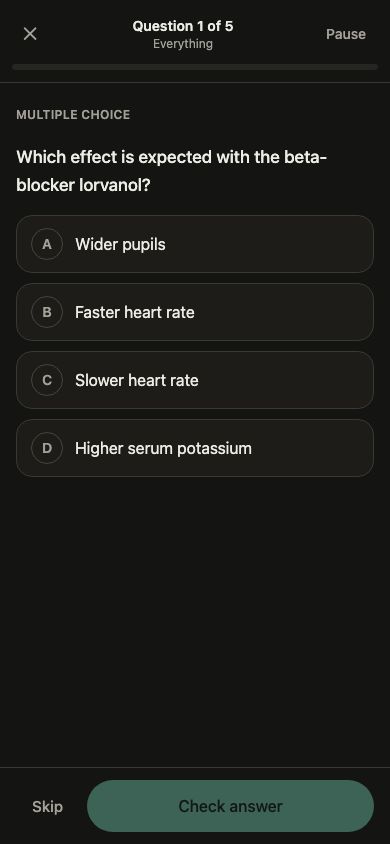 Question 1 of 5
Everything
Pause
MULTIPLE CHOICE
Which effect is expected with the beta-
blocker lorvanol?
A Wider pupils
B Faster heart rate
C Slower heart rate
D Higher serum potassium
Skip
Check answer